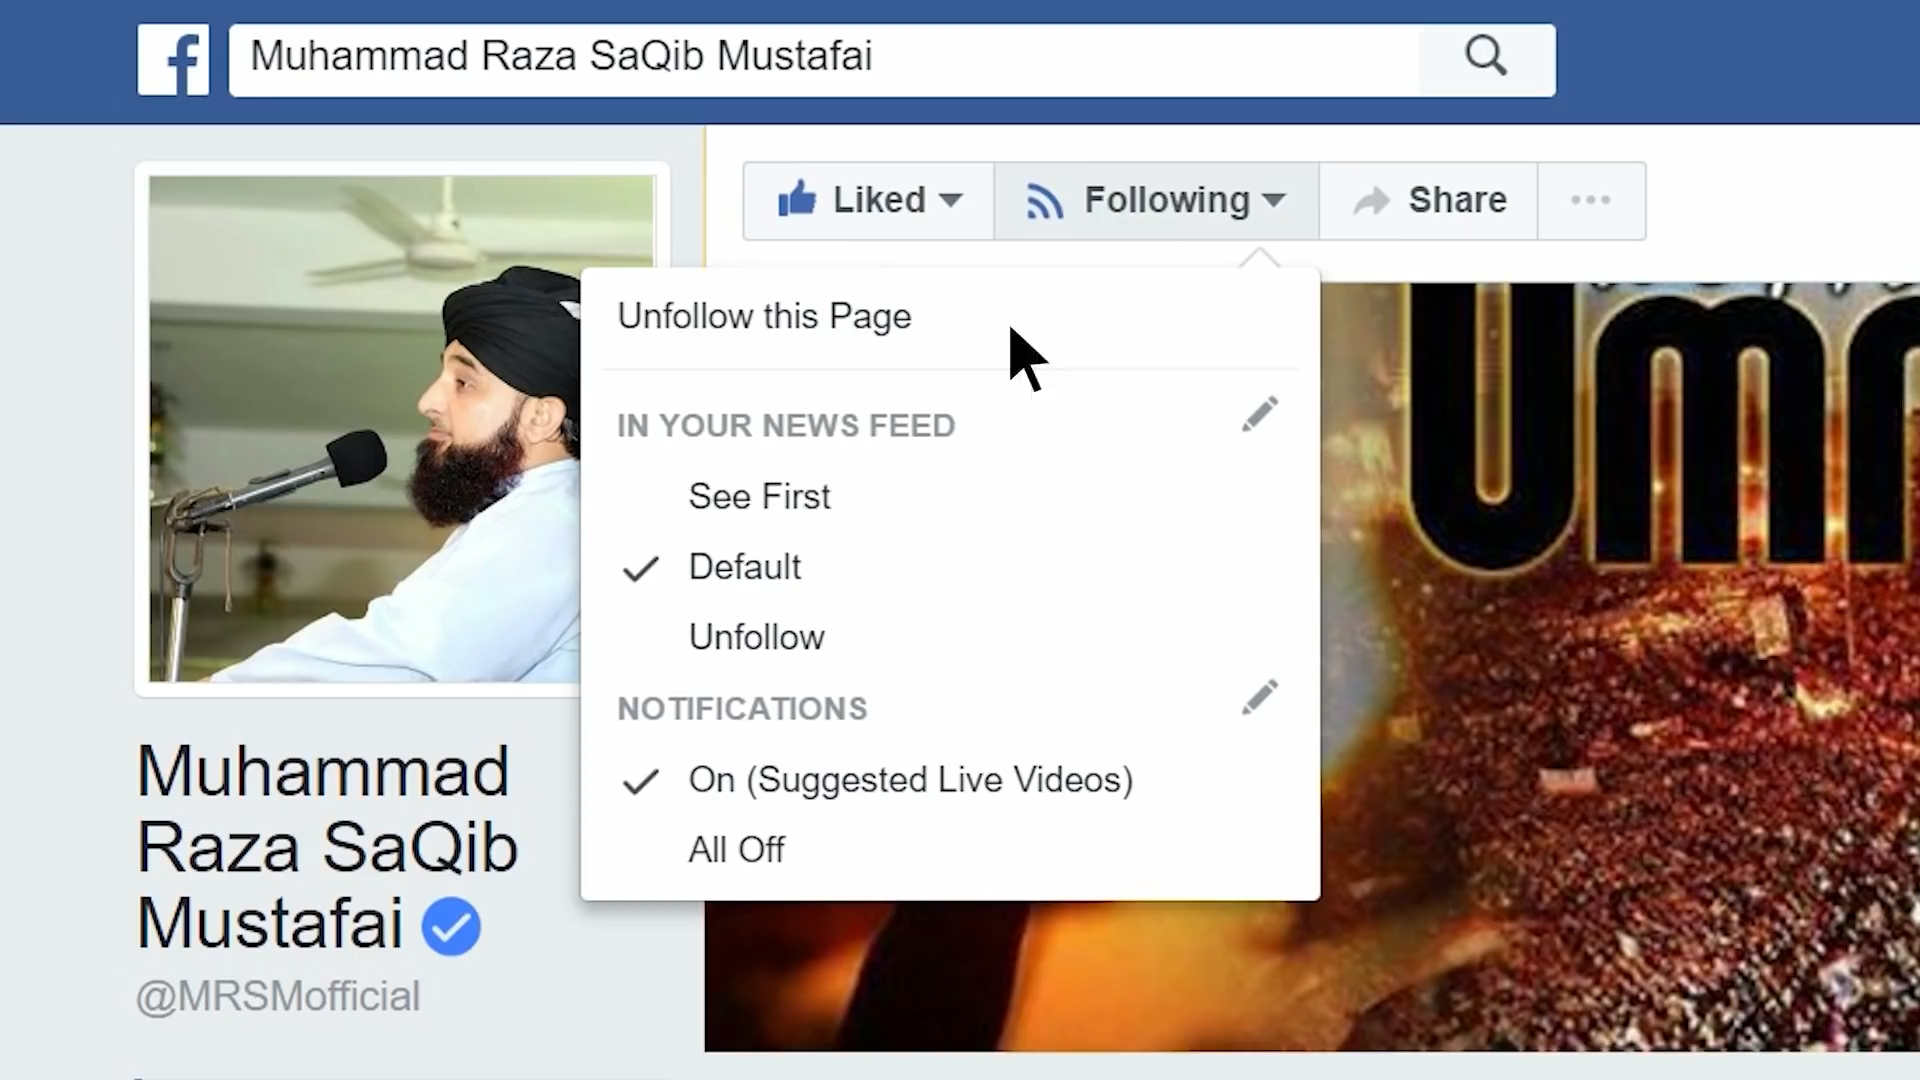 Muhammad Raza SaQib Mustafai
Liked
Following
Share
Unfollow this Page
IN YOUR NEWS FEED
See First
Default
Unfollow
NOTIFICATIONS
On (Suggested Live Videos)
All Off
Muhammad
Raza SaQib
Mustafai
@MRSMofficial